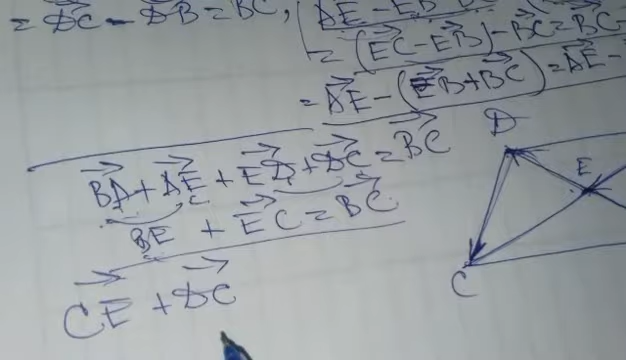 = DC⃗ - DB⃗ = BC⃗,
AE - EB
= (EC⃗ - EB⃗) - BC⃗ = BC
= AE⃗ - (EB⃗ + BC⃗) = AE⃗ -
BA⃗ + AE⃗ + ED⃗ + DC⃗ = BC⃗
BE + EC⃗ = BC⃗
CE⃗ + DC⃗
D
E
C